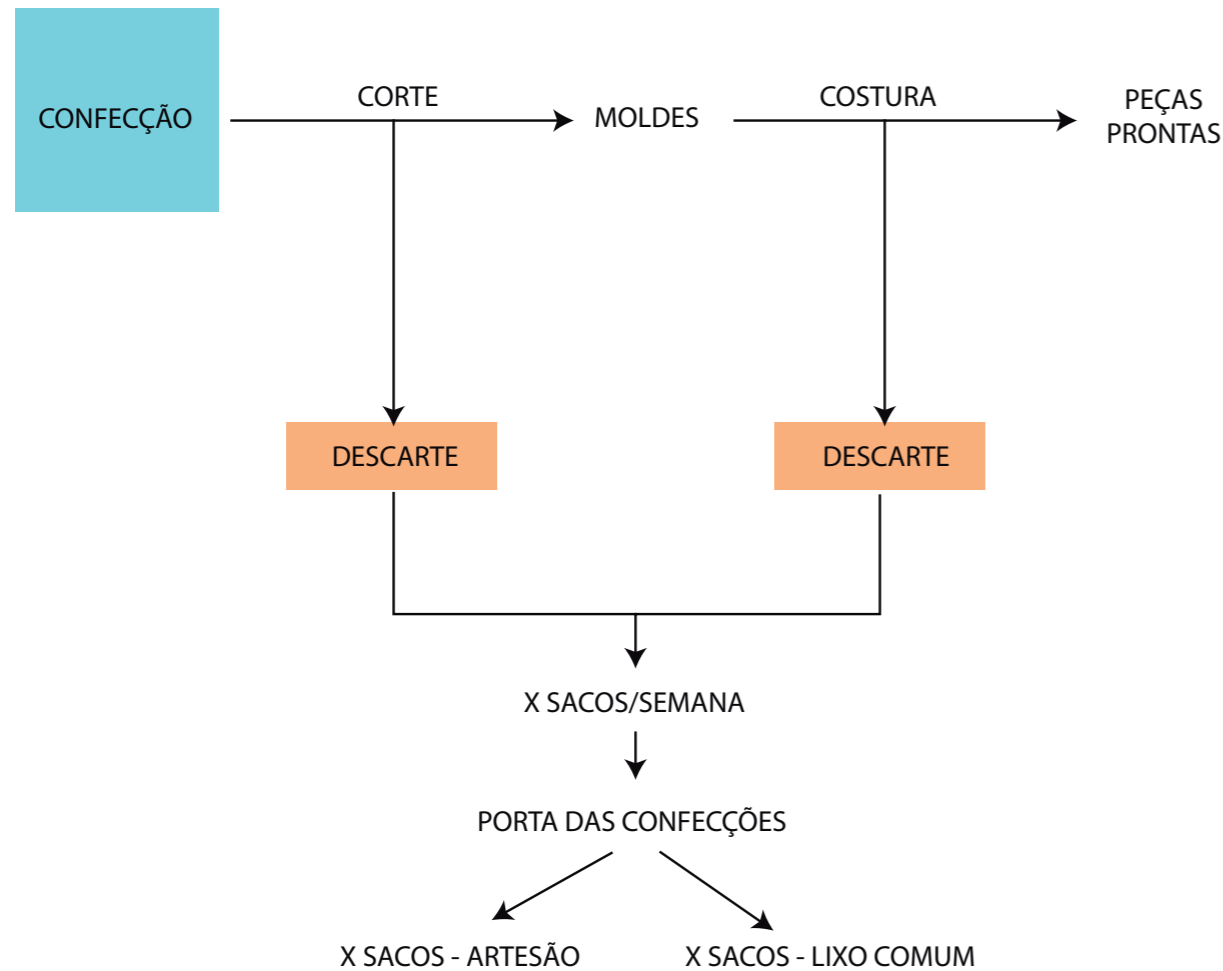 CONFECÇÃO
CORTE
MOLDES
COSTURA
PEÇAS
PRONTAS
DESCARTE
DESCARTE
X SACOS/SEMANA
PORTA DAS CONFECÇÕES
X SACOS - ARTESÃO
X SACOS - LIXO COMUM